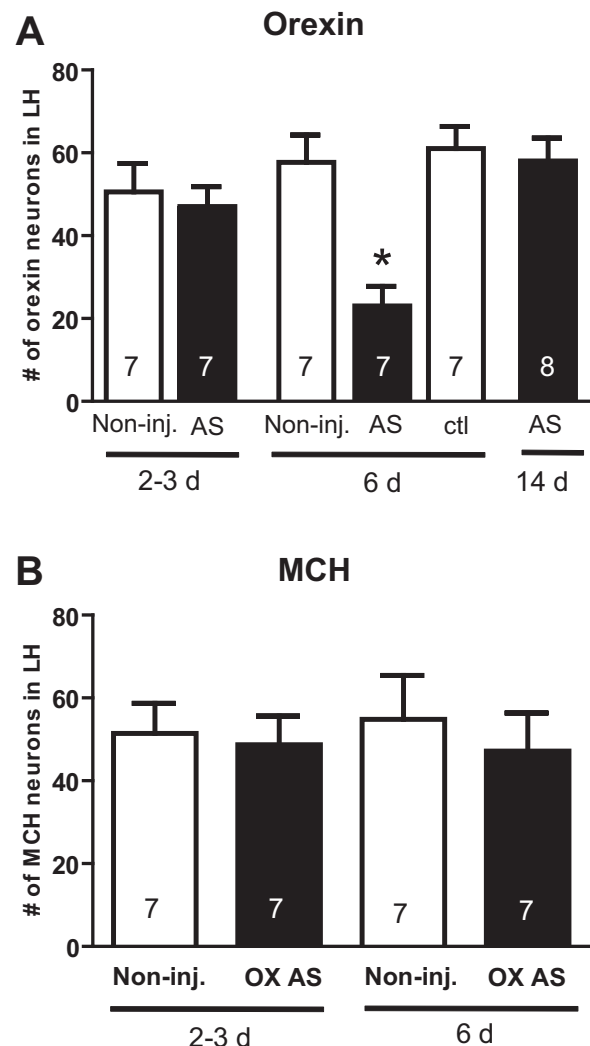 A
Orexin
# of orexin neurons in LH
80
60
40
20
0
*
7
7
7
7
7
8
Non-inj. AS Non-inj. AS ctl AS
2-3 d 6 d 14 d
B
MCH
# of MCH neurons in LH
80
60
40
20
0
7
7
7
7
Non-inj. OX AS Non-inj. OX AS
2-3 d 6 d